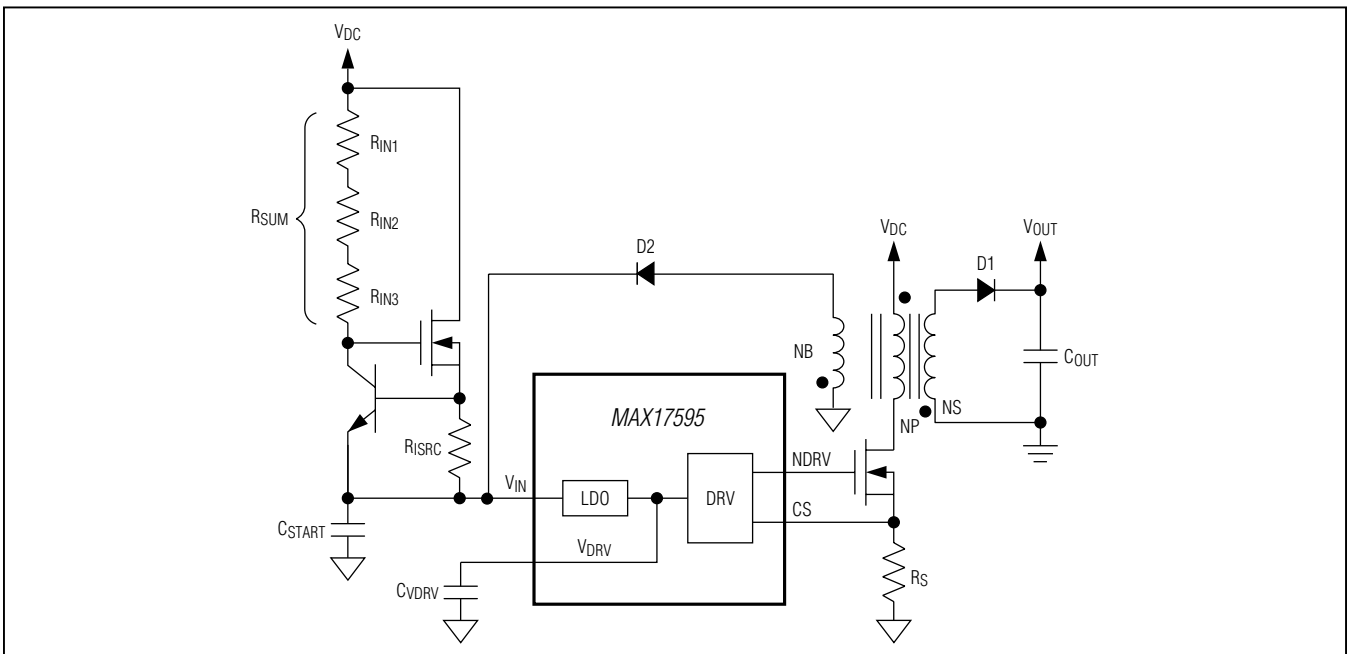 VDC
RIN1
RSUM
RIN2
RIN3
D2
VDC
VOUT
D1
NB
COUT
NS
NP
MAX17595
RISRC
VIN
LDO
DRV
NDRV
CS
CSTART
VDRV
CVDRV
RS